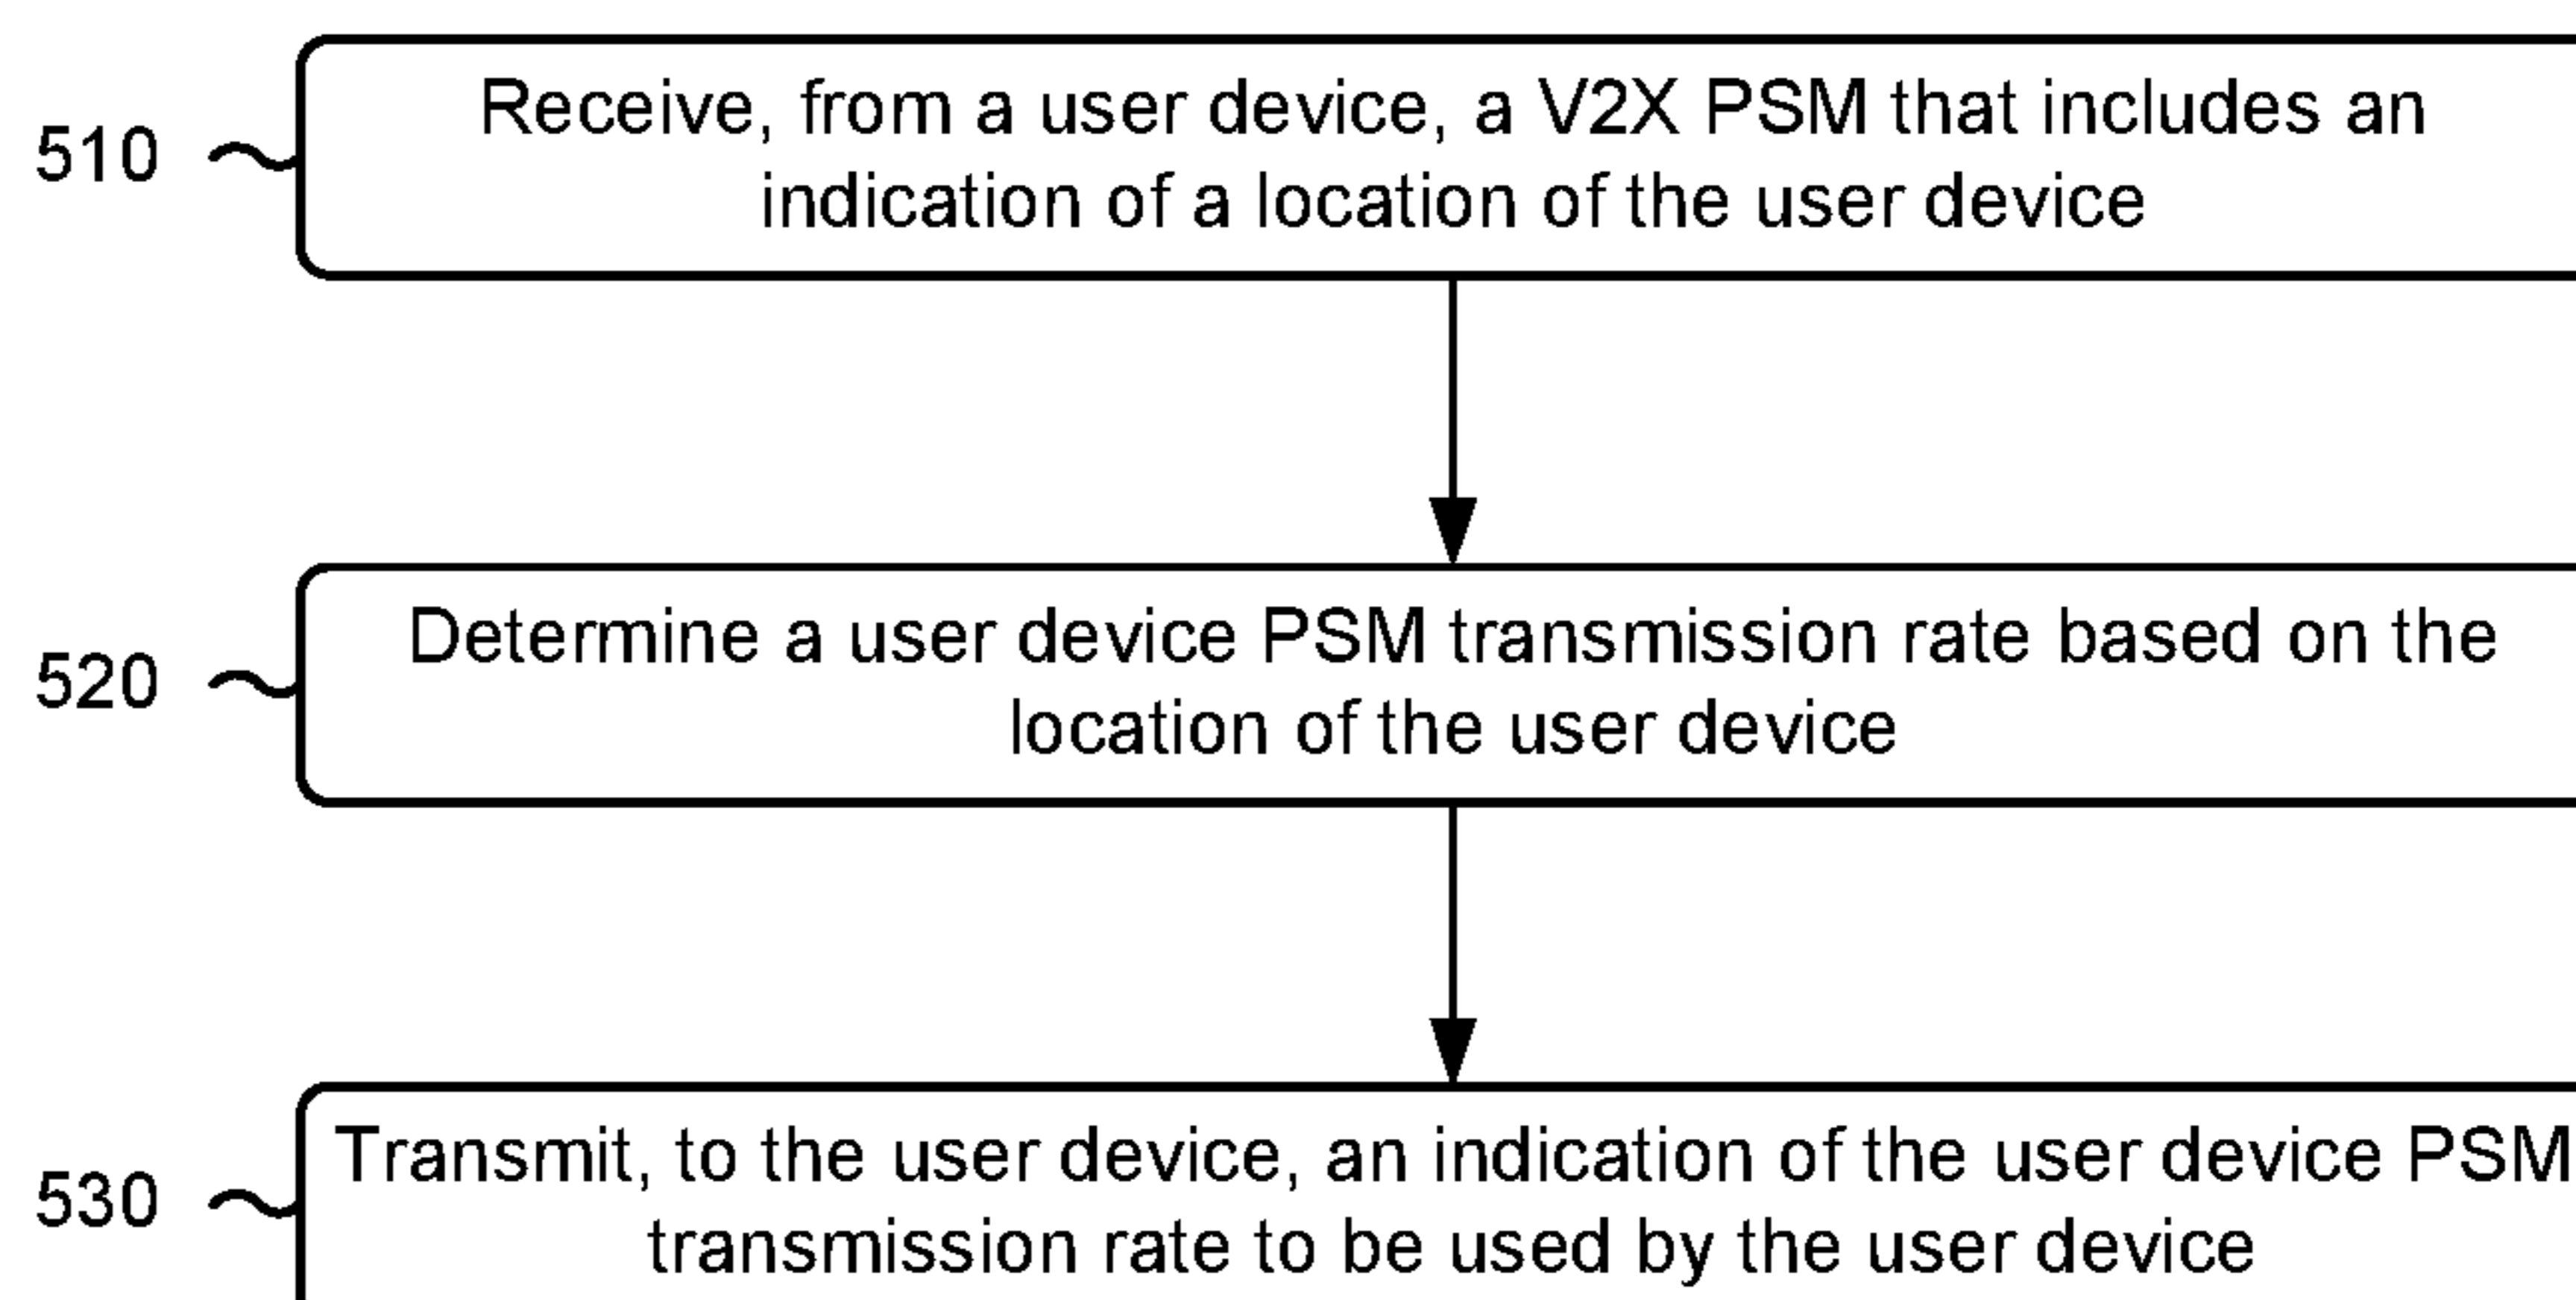 510
Receive, from a user device, a V2X PSM that includes an
indication of a location of the user device
520
Determine a user device PSM transmission rate based on the
location of the user device
530
Transmit, to the user device, an indication of the user device PSM
transmission rate to be used by the user device